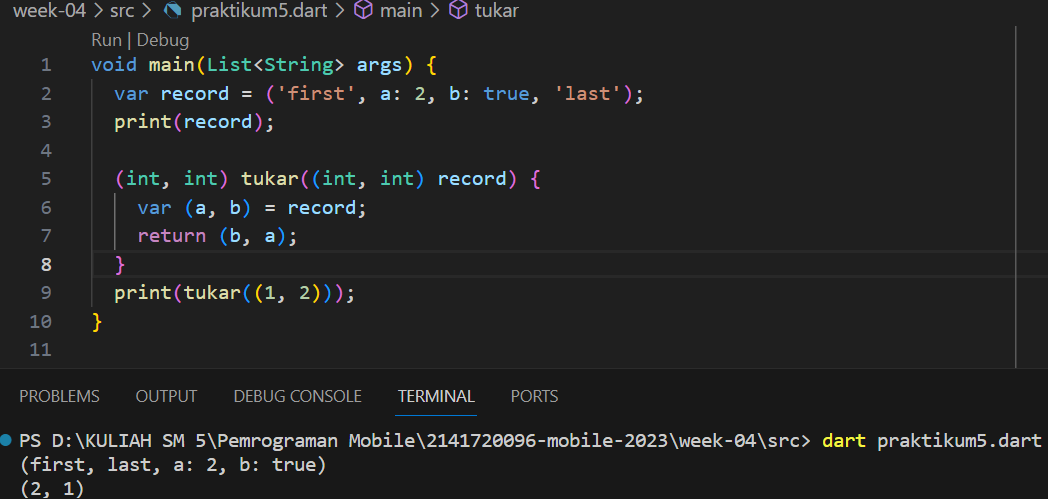 week-04 > src > praktikum5.dart > main > tukar
Run | Debug
1 void main(List<String> args) {
2   var record = ('first', a: 2, b: true, 'last');
3   print(record);
4
5   (int, int) tukar((int, int) record) {
6     var (a, b) = record;
7     return (b, a);
8   }
9   print(tukar((1, 2)));
10 }
11
PROBLEMS OUTPUT DEBUG CONSOLE TERMINAL PORTS
PS D:\KULIAH SM 5\Pemrograman Mobile\2141720096-mobile-2023\week-04\src> dart praktikum5.dart
(first, last, a: 2, b: true)
(2, 1)